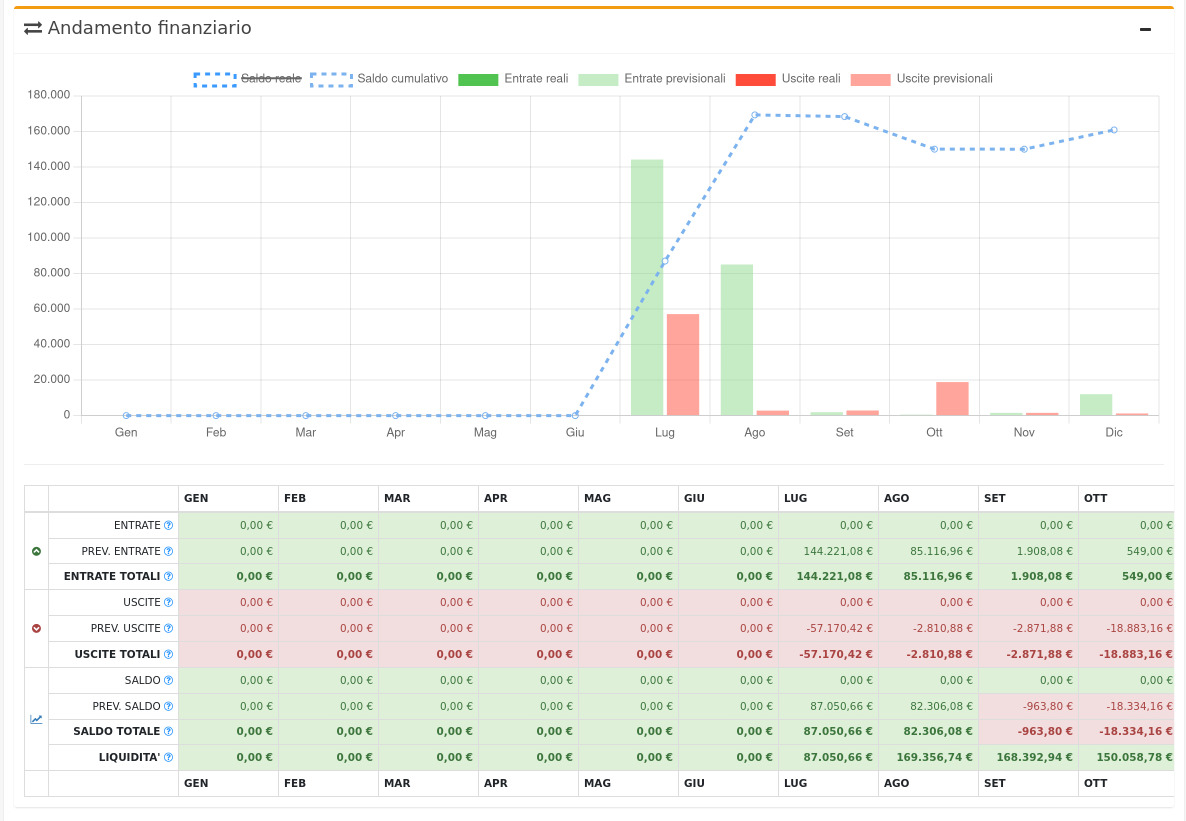 Andamento finanziario
Saldo reale Saldo cumulativo Entrate reali Entrate previsionali Uscite reali Uscite previsionali
180.000
160.000
140.000
120.000
100.000
80.000
60.000
40.000
20.000
0
Gen Feb Mar Apr Mag Giu Lug Ago Set Ott Nov Dic
GEN FEB MAR APR MAG GIU LUG AGO SET OTT
ENTRATE 0,00 € 0,00 € 0,00 € 0,00 € 0,00 € 0,00 € 0,00 € 0,00 € 0,00 € 0,00 €
PREV. ENTRATE 0,00 € 0,00 € 0,00 € 0,00 € 0,00 € 0,00 € 144.221,08 € 85.116,96 € 1.908,08 € 549,00 €
ENTRATE TOTALI 0,00 € 0,00 € 0,00 € 0,00 € 0,00 € 0,00 € 144.221,08 € 85.116,96 € 1.908,08 € 549,00 €
USCITE 0,00 € 0,00 € 0,00 € 0,00 € 0,00 € 0,00 € 0,00 € 0,00 € 0,00 € 0,00 €
PREV. USCITE 0,00 € 0,00 € 0,00 € 0,00 € 0,00 € 0,00 € -57.170,42 € -2.810,88 € -2.871,88 € -18.883,16 €
USCITE TOTALI 0,00 € 0,00 € 0,00 € 0,00 € 0,00 € 0,00 € -57.170,42 € -2.810,88 € -2.871,88 € -18.883,16 €
SALDO 0,00 € 0,00 € 0,00 € 0,00 € 0,00 € 0,00 € 0,00 € 0,00 € 0,00 € 0,00 €
PREV. SALDO 0,00 € 0,00 € 0,00 € 0,00 € 0,00 € 0,00 € 87.050,66 € 82.306,08 € -963,80 € -18.334,16 €
SALDO TOTALE 0,00 € 0,00 € 0,00 € 0,00 € 0,00 € 0,00 € 87.050,66 € 82.306,08 € -963,80 € -18.334,16 €
LIQUIDITA' 0,00 € 0,00 € 0,00 € 0,00 € 0,00 € 0,00 € 87.050,66 € 169.356,74 € 168.392,94 € 150.058,78 €
GEN FEB MAR APR MAG GIU LUG AGO SET OTT